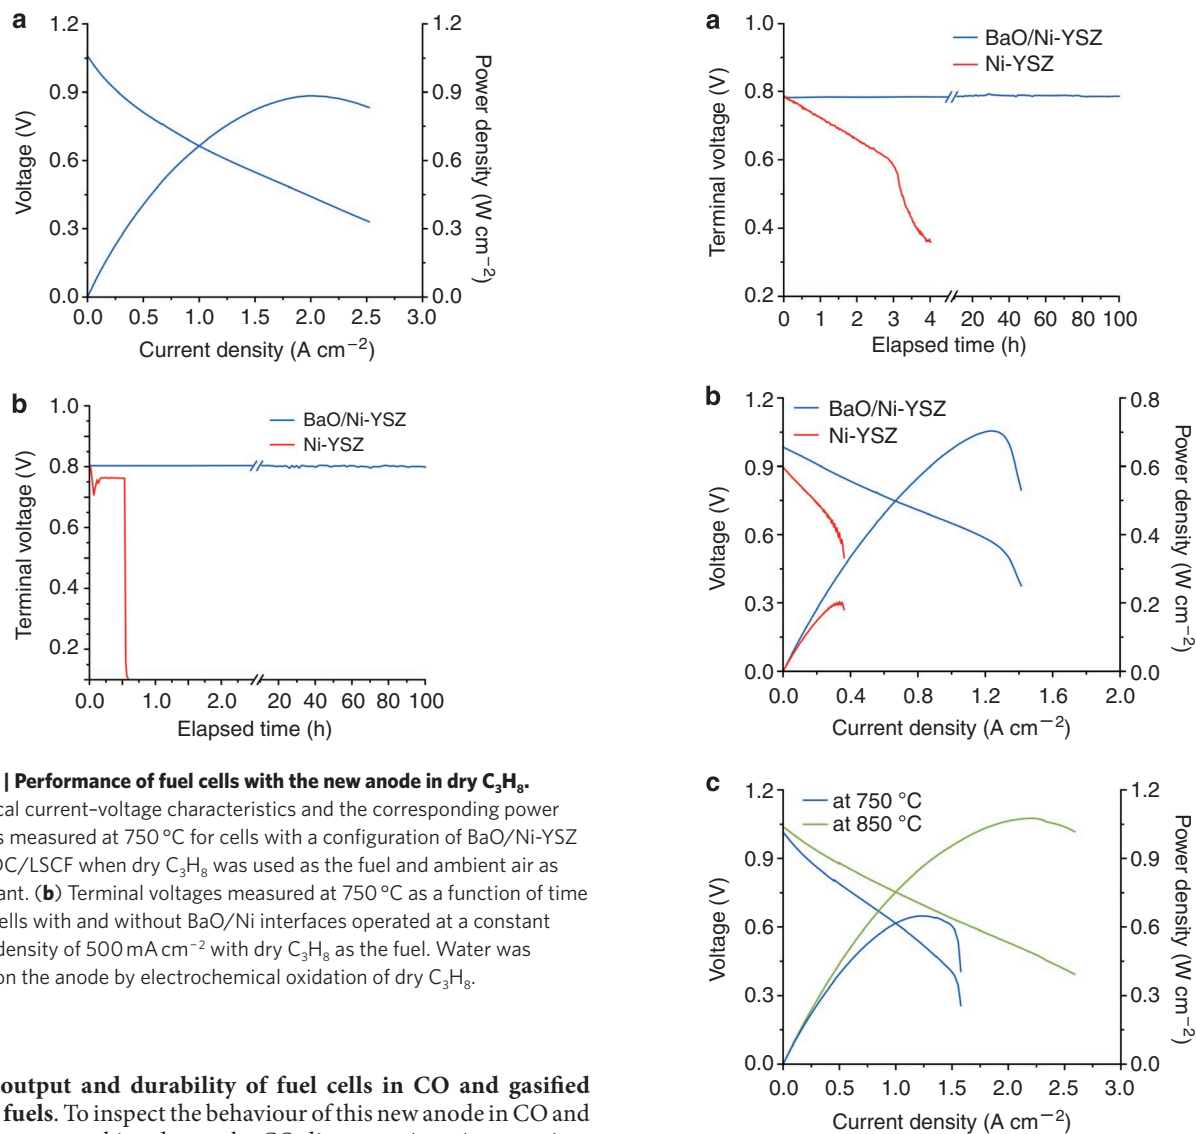 a
1.2
0.9
0.6
0.3
0.0
Voltage (V)
1.2
0.9
0.6
0.3
0.0
Power density (W cm−2)
0.0 0.5 1.0 1.5 2.0 2.5 3.0
Current density (A cm−2)
b
1.0
0.8
0.6
0.4
0.2
Terminal voltage (V)
BaO/Ni-YSZ
Ni-YSZ
0.0 1.0 2.0 20 40 60 80 100
Elapsed time (h)
| Performance of fuel cells with the new anode in dry C3H8.
cal current–voltage characteristics and the corresponding power
s measured at 750 °C for cells with a configuration of BaO/Ni-YSZ
DC/LSCF when dry C3H8 was used as the fuel and ambient air as
ant. (b) Terminal voltages measured at 750 °C as a function of time
ells with and without BaO/Ni interfaces operated at a constant
density of 500 mA cm−2 with dry C3H8 as the fuel. Water was
on the anode by electrochemical oxidation of dry C3H8.
output and durability of fuel cells in CO and gasified
fuels. To inspect the behaviour of this new anode in CO and
a
1.0
0.8
0.6
0.4
0.2
Terminal voltage (V)
BaO/Ni-YSZ
Ni-YSZ
0 1 2 3 4 20 40 60 80 100
Elapsed time (h)
b
1.2
0.9
0.6
0.3
0.0
Voltage (V)
BaO/Ni-YSZ
Ni-YSZ
0.8
0.6
0.4
0.2
0.0
Power density (W cm−2)
0.0 0.4 0.8 1.2 1.6 2.0
Current density (A cm−2)
c
1.2
0.9
0.6
0.3
0.0
Voltage (V)
at 750 °C
at 850 °C
1.2
0.9
0.6
0.3
0.0
Power density (W cm−2)
0.0 0.5 1.0 1.5 2.0 2.5 3.0
Current density (A cm−2)